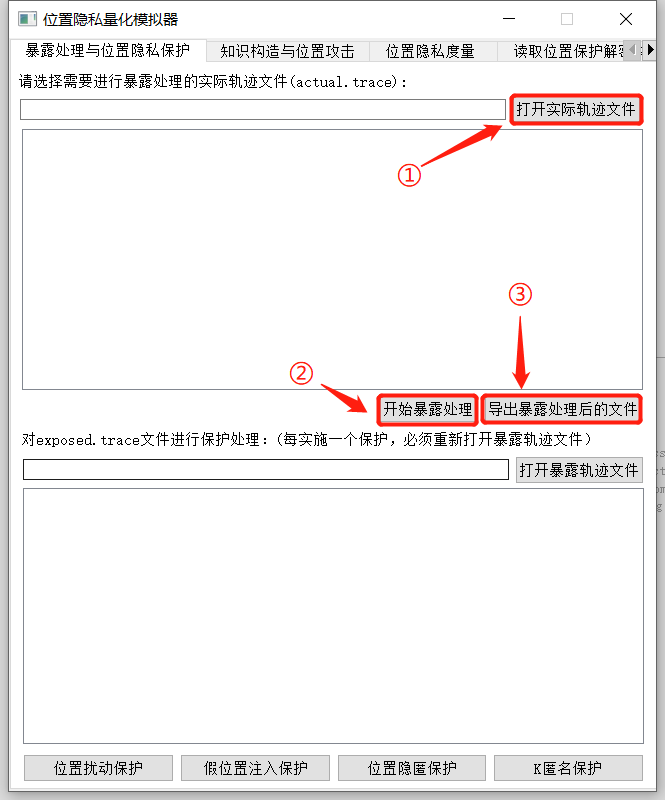 位置隐私量化模拟器
暴露处理与位置隐私保护 知识构造与位置攻击 位置隐私度量 读取位置保护解密
请选择需要进行暴露处理的实际轨迹文件(actual.trace):
打开实际轨迹文件
①
③
②
开始暴露处理 导出暴露处理后的文件
对exposed.trace文件进行保护处理:(每实施一个保护，必须重新打开暴露轨迹文件)
打开暴露轨迹文件
位置扰动保护 假位置注入保护 位置隐匿保护 K匿名保护